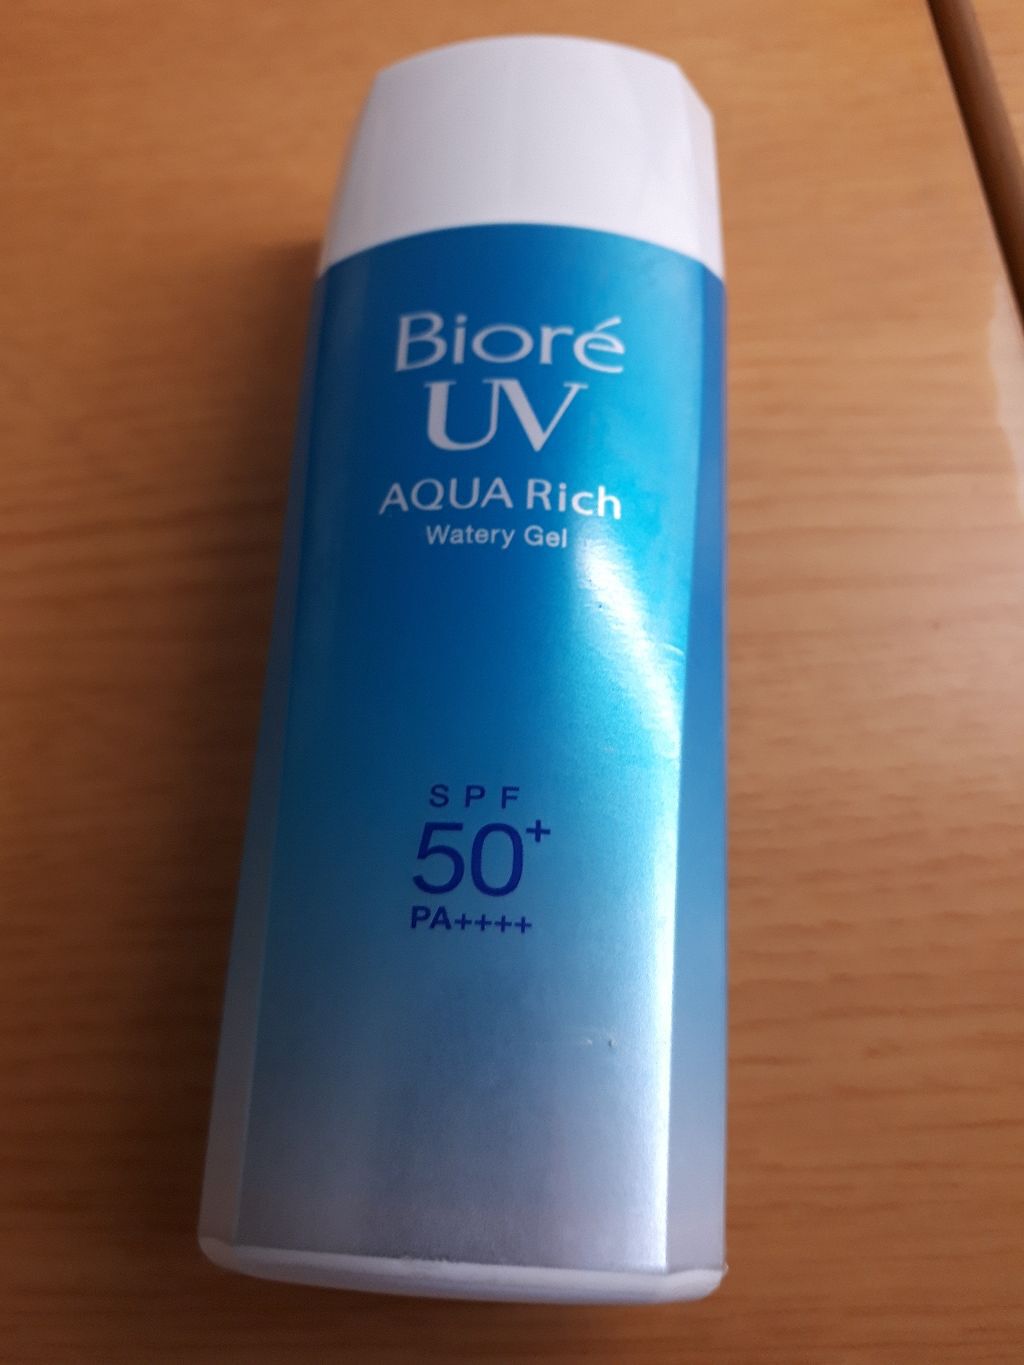 Bioré
UV
AQUA Rich
Watery Gel
SPF
50+
PA++++